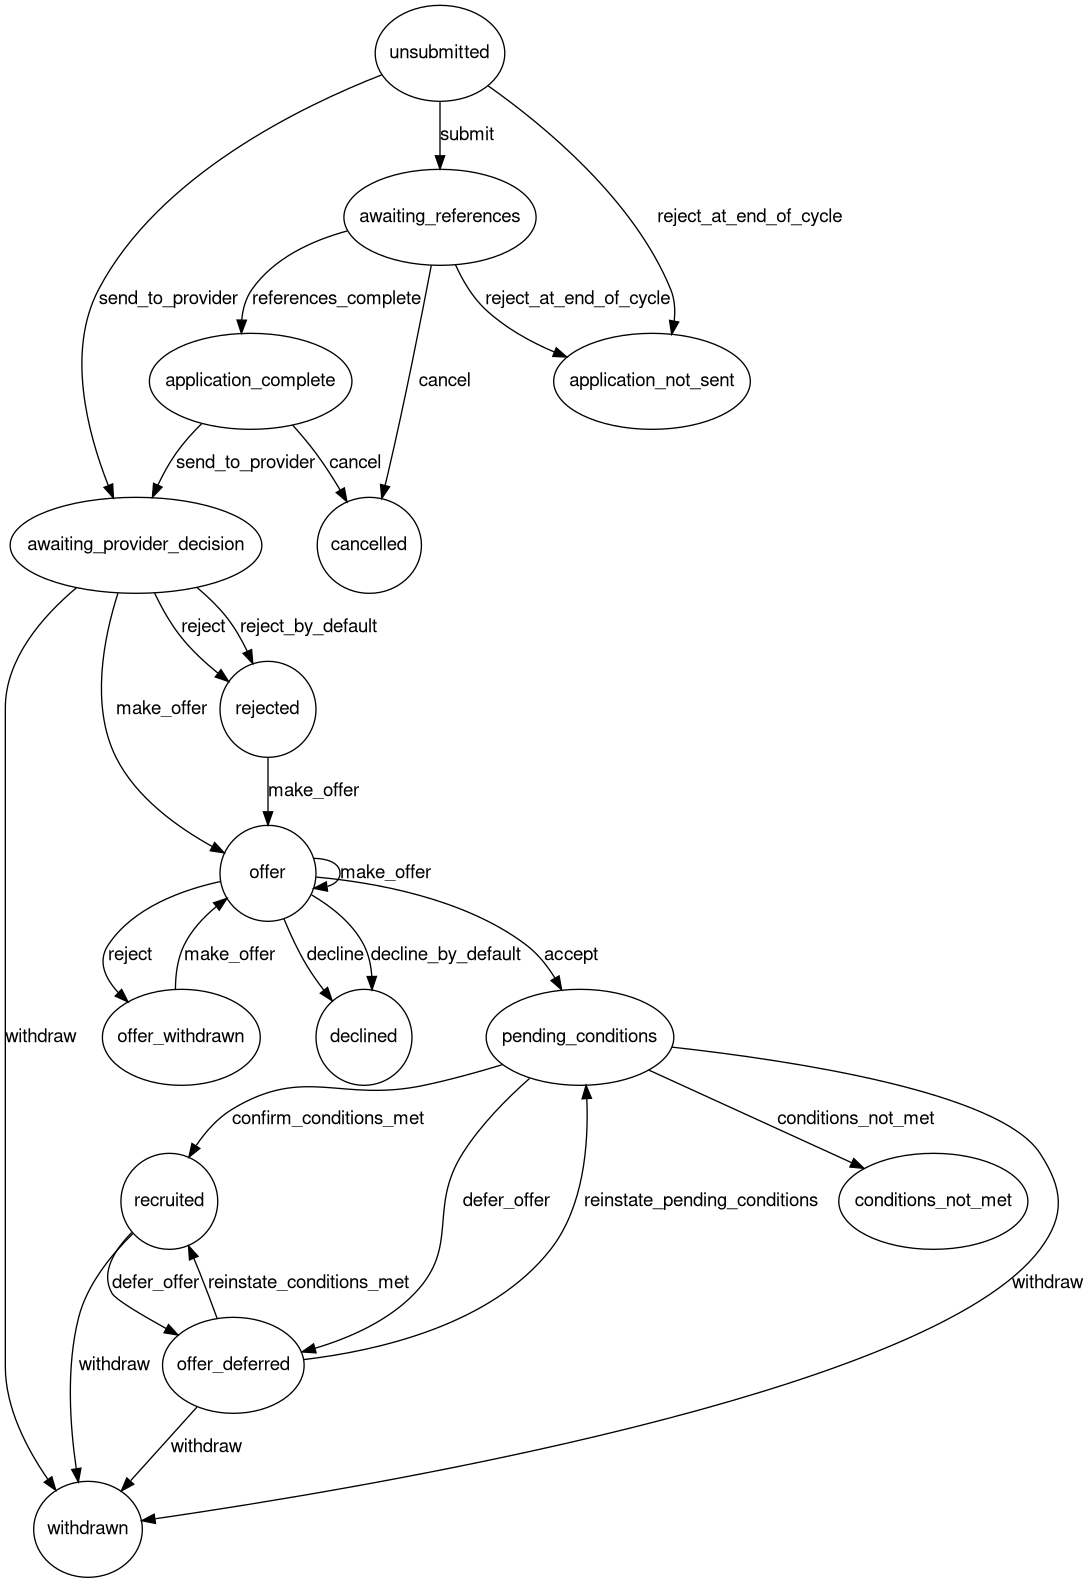 unsubmitted
submit
awaiting_references
reject_at_end_of_cycle
send_to_provider
references_complete
reject_at_end_of_cycle
application_complete
cancel
application_not_sent
send_to_provider
cancel
awaiting_provider_decision
cancelled
reject
reject_by_default
make_offer
rejected
make_offer
offer
make_offer
reject
make_offer
decline
decline_by_default
accept
withdraw
offer_withdrawn
declined
pending_conditions
confirm_conditions_met
conditions_not_met
recruited
defer_offer
reinstate_pending_conditions
conditions_not_met
defer_offer
reinstate_conditions_met
withdraw
withdraw
offer_deferred
withdraw
withdrawn